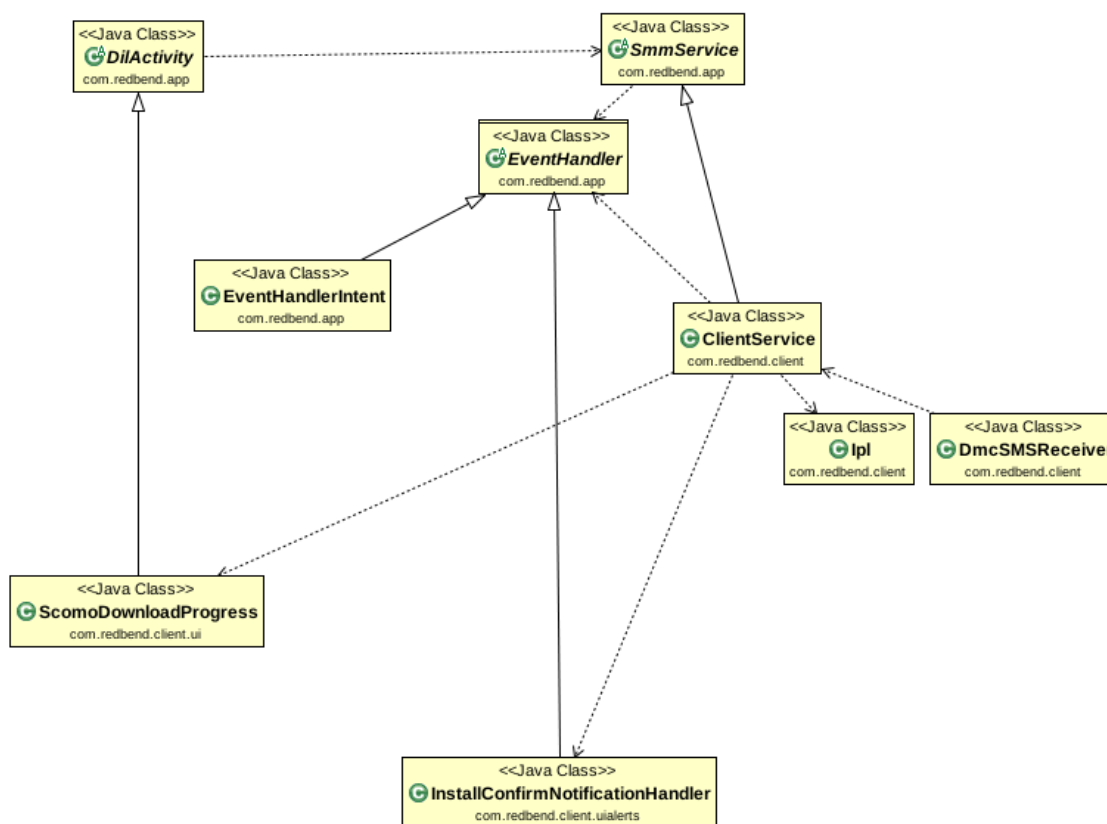 <<Java Class>>
DilActivity
com.redbend.app
<<Java Class>>
SmmService
com.redbend.app
<<Java Class>>
EventHandler
com.redbend.app
<<Java Class>>
EventHandlerIntent
com.redbend.app
<<Java Class>>
ClientService
com.redbend.client
<<Java Class>>
Ipl
com.redbend.client
<<Java Class>>
DmcSMSReceiver
com.redbend.client
<<Java Class>>
ScomoDownloadProgress
com.redbend.client.ui
<<Java Class>>
InstallConfirmNotificationHandler
com.redbend.client.uialerts